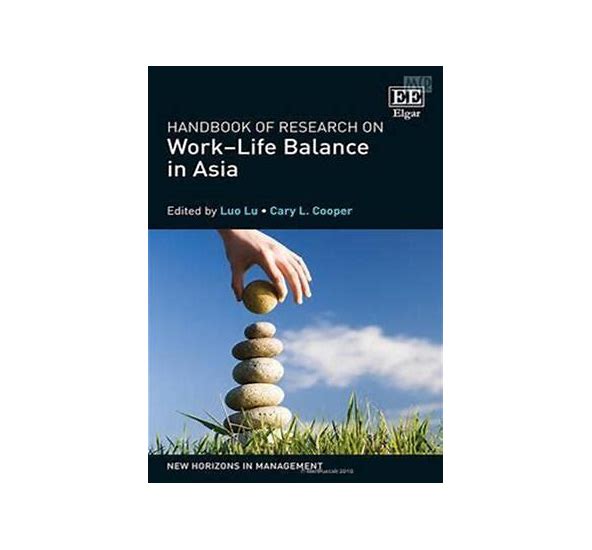 EE
Elgar
HANDBOOK OF RESEARCH ON
Work–Life Balance
in Asia
Edited by Luo Lu • Cary L. Cooper
NEW HORIZONS IN MANAGEMENT